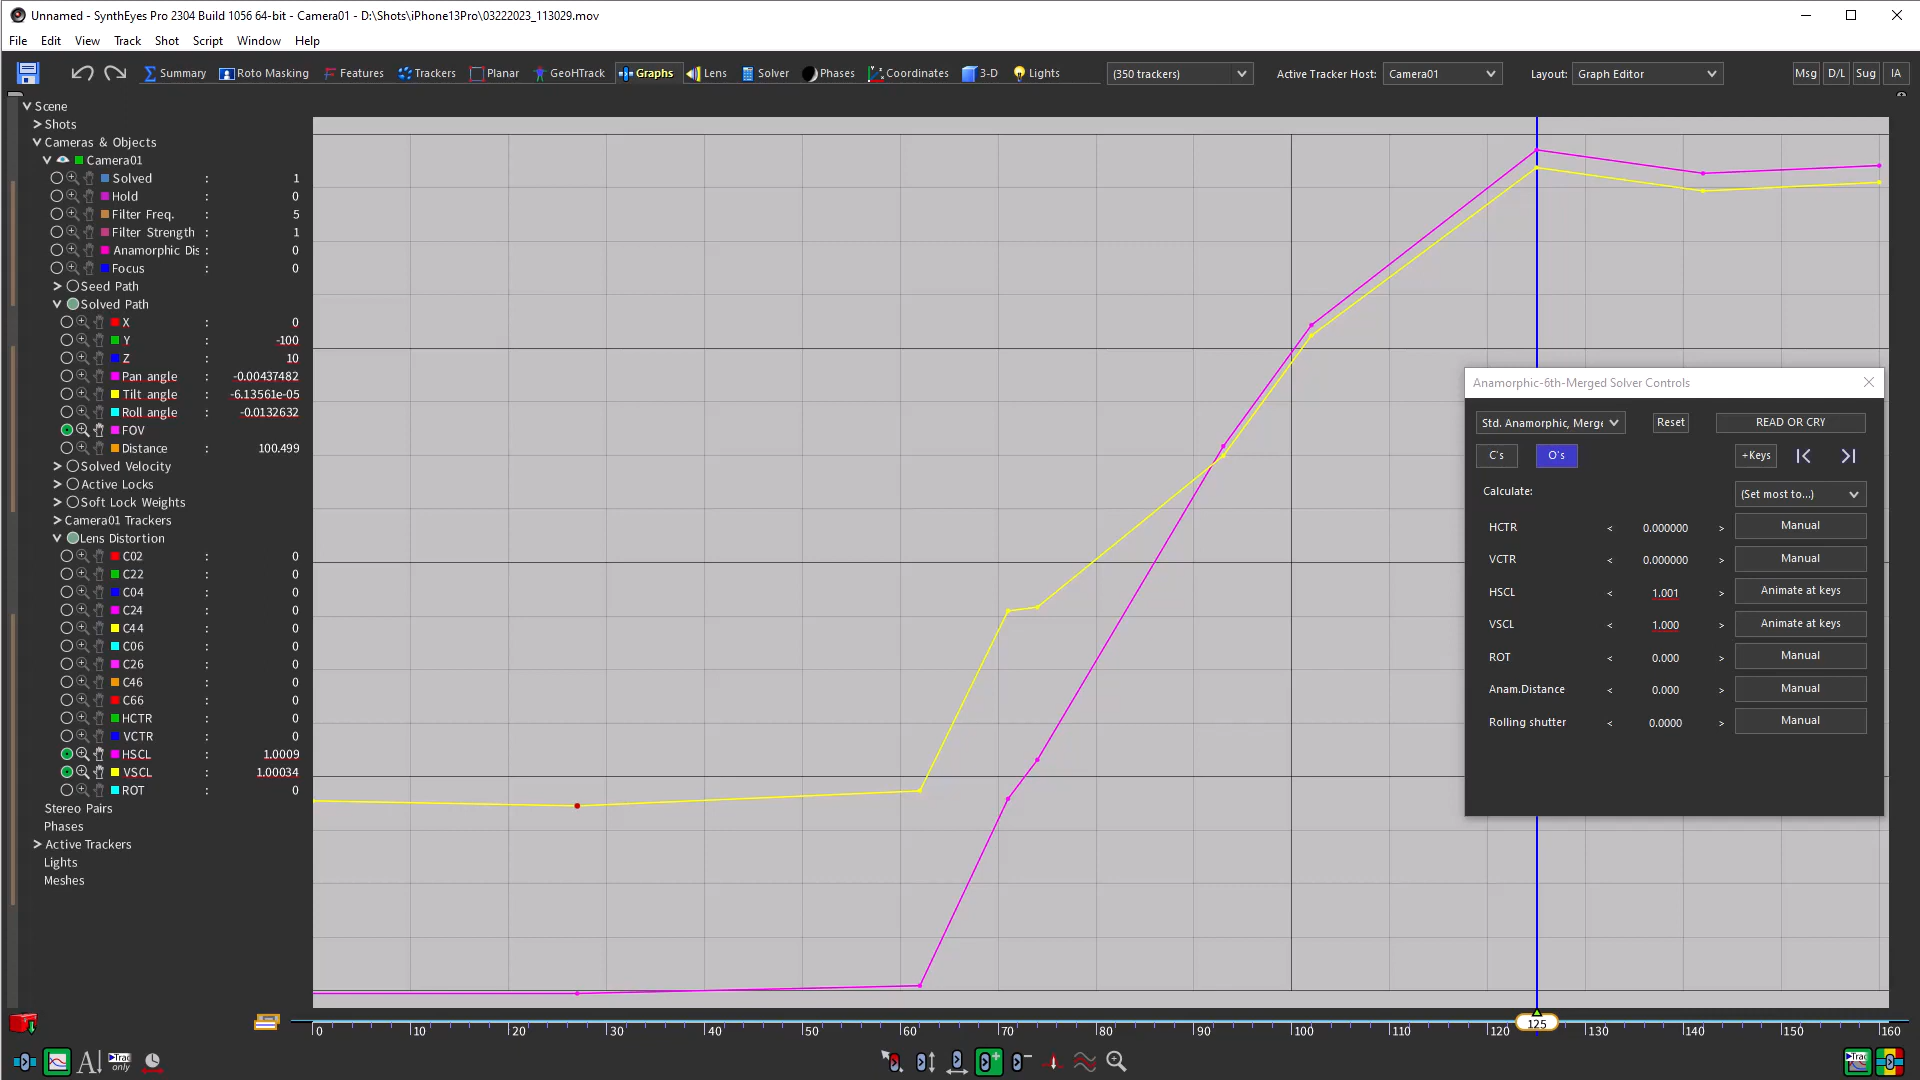 Unnamed - SynthEyes Pro 2304 Build 1056 64-bit - Camera01 - D:\Shots\iPhone13Pro\03222023_113029.mov
File Edit View Track Shot Script Window Help
Summary Roto Masking Features Trackers Planar GeoHTrack Graphs Lens Solver Phases Coordinates 3-D Lights (350 trackers) Active Tracker Host: Camera01 Layout: Graph Editor Msg D/L Sug IA
Scene
Shots
Cameras & Objects
Camera01
Solved : 1
Hold : 0
Filter Freq. : 5
Filter Strength : 1
Anamorphic Dis : 0
Focus : 0
Seed Path
Solved Path
X : 0
Y : -100
Z : 10
Pan angle : -0.00437482
Tilt angle : -6.13561e-05
Roll angle : -0.0132632
FOV
Distance : 100.499
Solved Velocity
Active Locks
Soft Lock Weights
Camera01 Trackers
Lens Distortion
C02 : 0
C22 : 0
C04 : 0
C24 : 0
C44 : 0
C06 : 0
C26 : 0
C46 : 0
C66 : 0
HCTR : 0
VCTR : 0
HSCL : 1.0009
VSCL : 1.00034
ROT : 0
Stereo Pairs
Phases
Active Trackers
Lights
Meshes
Anamorphic-6th-Merged Solver Controls
Std. Anamorphic, Merge Reset READ OR CRY
C's O's +Keys
Calculate: (Set most to...)
HCTR < 0.000000 > Manual
VCTR < 0.000000 > Manual
HSCL < 1.001 > Animate at keys
VSCL < 1.000 > Animate at keys
ROT < 0.000 > Manual
Anam.Distance < 0.000 > Manual
Rolling shutter < 0.0000 > Manual
0 10 20 30 40 50 60 70 80 90 100 110 120 125 130 140 150 160
A Trac only
Trac